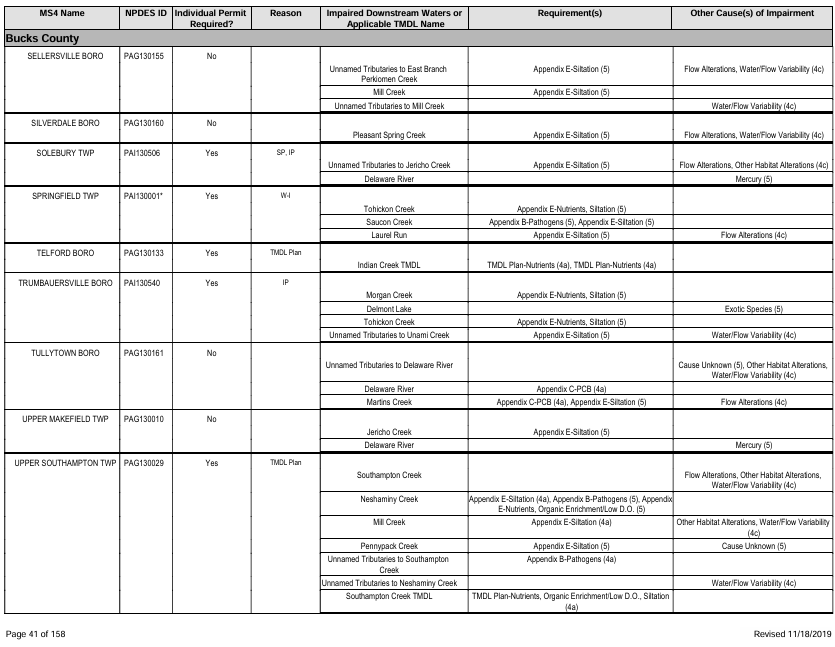 MS4 Name NPDES ID Individual Permit Required? Reason Impaired Downstream Waters or Applicable TMDL Name Requirement(s) Other Cause(s) of Impairment
Bucks County
SELLERSVILLE BORO PAG130155 No
Unnamed Tributaries to East Branch Perkiomen Creek Appendix E-Siltation (5) Flow Alterations, Water/Flow Variability (4c)
Mill Creek Appendix E-Siltation (5)
Unnamed Tributaries to Mill Creek Water/Flow Variability (4c)
SILVERDALE BORO PAG130160 No
Pleasant Spring Creek Appendix E-Siltation (5) Flow Alterations, Water/Flow Variability (4c)
SOLEBURY TWP PAI130506 Yes SP, IP
Unnamed Tributaries to Jericho Creek Appendix E-Siltation (5) Flow Alterations, Other Habitat Alterations (4c)
Delaware River Mercury (5)
SPRINGFIELD TWP PAI130001* Yes W-I
Tohickon Creek Appendix E-Nutrients, Siltation (5)
Saucon Creek Appendix B-Pathogens (5), Appendix E-Siltation (5)
Laurel Run Appendix E-Siltation (5) Flow Alterations (4c)
TELFORD BORO PAG130133 Yes TMDL Plan
Indian Creek TMDL TMDL Plan-Nutrients (4a), TMDL Plan-Nutrients (4a)
TRUMBAUERSVILLE BORO PAI130540 Yes IP
Morgan Creek Appendix E-Nutrients, Siltation (5)
Delmont Lake Exotic Species (5)
Tohickon Creek Appendix E-Nutrients, Siltation (5)
Unnamed Tributaries to Unami Creek Appendix E-Siltation (5) Water/Flow Variability (4c)
TULLYTOWN BORO PAG130161 No
Unnamed Tributaries to Delaware River Cause Unknown (5), Other Habitat Alterations, Water/Flow Variability (4c)
Delaware River Appendix C-PCB (4a)
Martins Creek Appendix C-PCB (4a), Appendix E-Siltation (5) Flow Alterations (4c)
UPPER MAKEFIELD TWP PAG130010 No
Jericho Creek Appendix E-Siltation (5)
Delaware River Mercury (5)
UPPER SOUTHAMPTON TWP PAG130029 Yes TMDL Plan
Southampton Creek Flow Alterations, Other Habitat Alterations, Water/Flow Variability (4c)
Neshaminy Creek Appendix E-Siltation (4a), Appendix B-Pathogens (5), Appendix E-Nutrients, Organic Enrichment/Low D.O. (5)
Mill Creek Appendix E-Siltation (4a) Other Habitat Alterations, Water/Flow Variability (4c)
Pennypack Creek Appendix E-Siltation (5) Cause Unknown (5)
Unnamed Tributaries to Southampton Creek Appendix B-Pathogens (4a)
Unnamed Tributaries to Neshaminy Creek Water/Flow Variability (4c)
Southampton Creek TMDL TMDL Plan-Nutrients, Organic Enrichment/Low D.O., Siltation (4a)
Page 41 of 158 Revised 11/18/2019